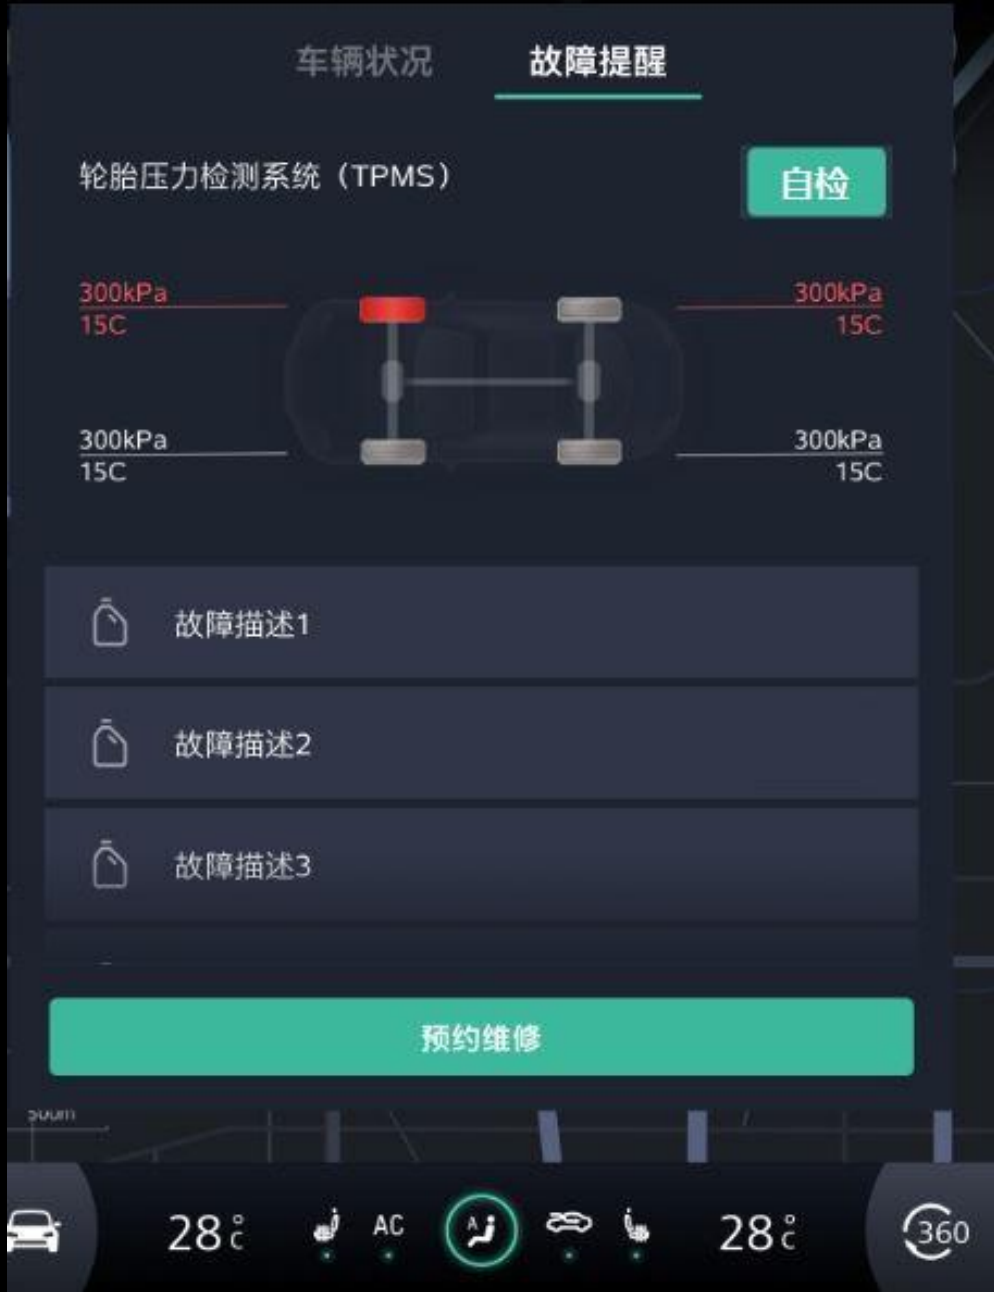 车辆状况 故障提醒
轮胎压力检测系统（TPMS）
自检
300kPa
15C
300kPa
15C
300kPa
15C
300kPa
15C
故障描述1
故障描述2
故障描述3
预约维修
500m
28°C
AC
A
28°C
360